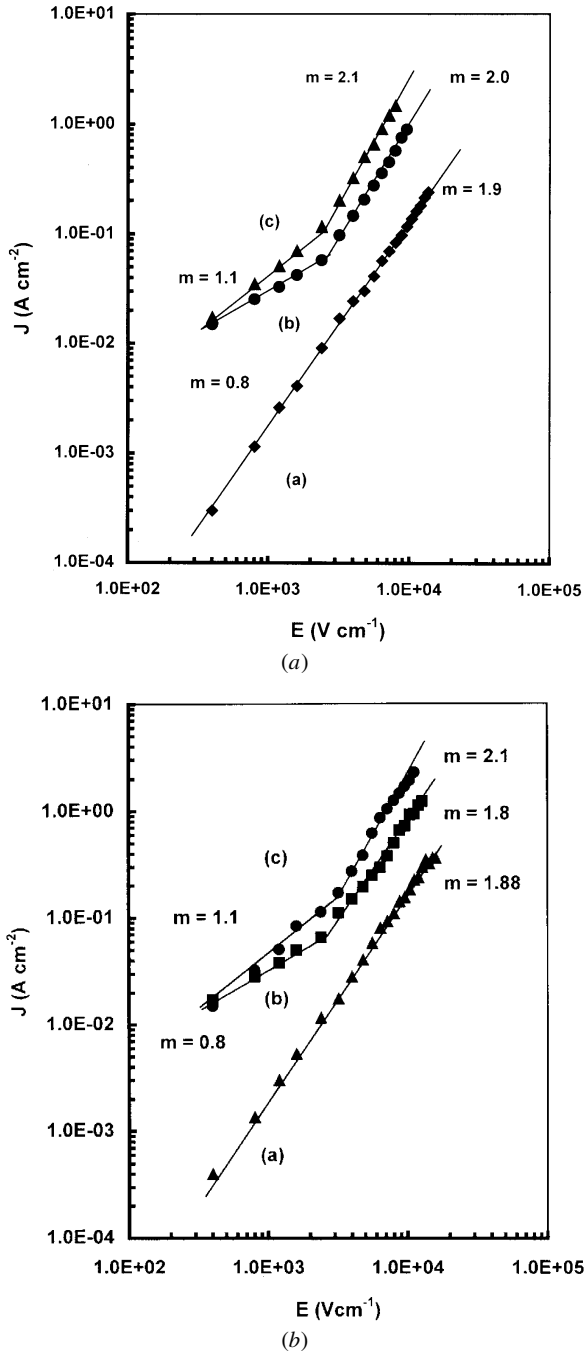 1.0E+01
m = 2.1
m = 2.0
1.0E+00
m = 1.9
(c)
1.0E-01
m = 1.1
(b)
1.0E-02
m = 0.8
1.0E-03
(a)
1.0E-04
J (A cm-2)
1.0E+02 1.0E+03 1.0E+04 1.0E+05
E (V cm-1)
(a)
1.0E+01
m = 2.1
1.0E+00
m = 1.8
(c)
m = 1.88
1.0E-01
m = 1.1
(b)
1.0E-02
m = 0.8
1.0E-03
(a)
1.0E-04
J (A cm-2)
1.0E+02 1.0E+03 1.0E+04 1.0E+05
E (Vcm-1)
(b)